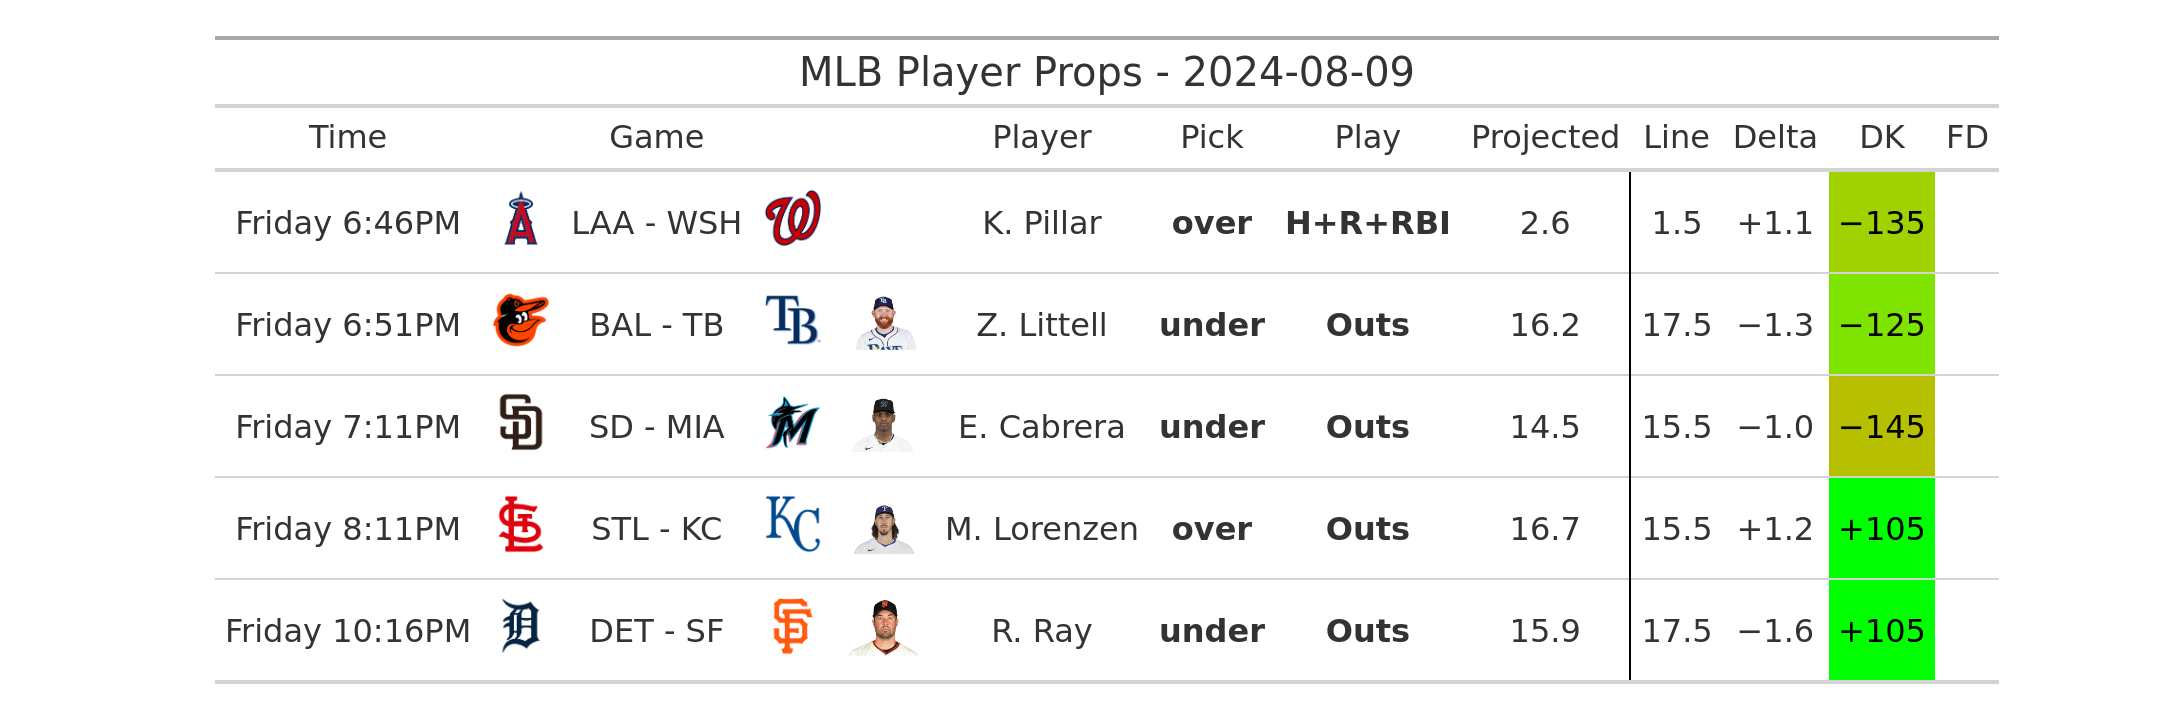 MLB Player Props - 2024-08-09
Time Game Player Pick Play Projected Line Delta DK FD
Friday 6:46PM LAA - WSH K. Pillar over H+R+RBI 2.6 1.5 +1.1 −135
Friday 6:51PM BAL - TB Z. Littell under Outs 16.2 17.5 −1.3 −125
Friday 7:11PM SD - MIA E. Cabrera under Outs 14.5 15.5 −1.0 −145
Friday 8:11PM STL - KC M. Lorenzen over Outs 16.7 15.5 +1.2 +105
Friday 10:16PM DET - SF R. Ray under Outs 15.9 17.5 −1.6 +105